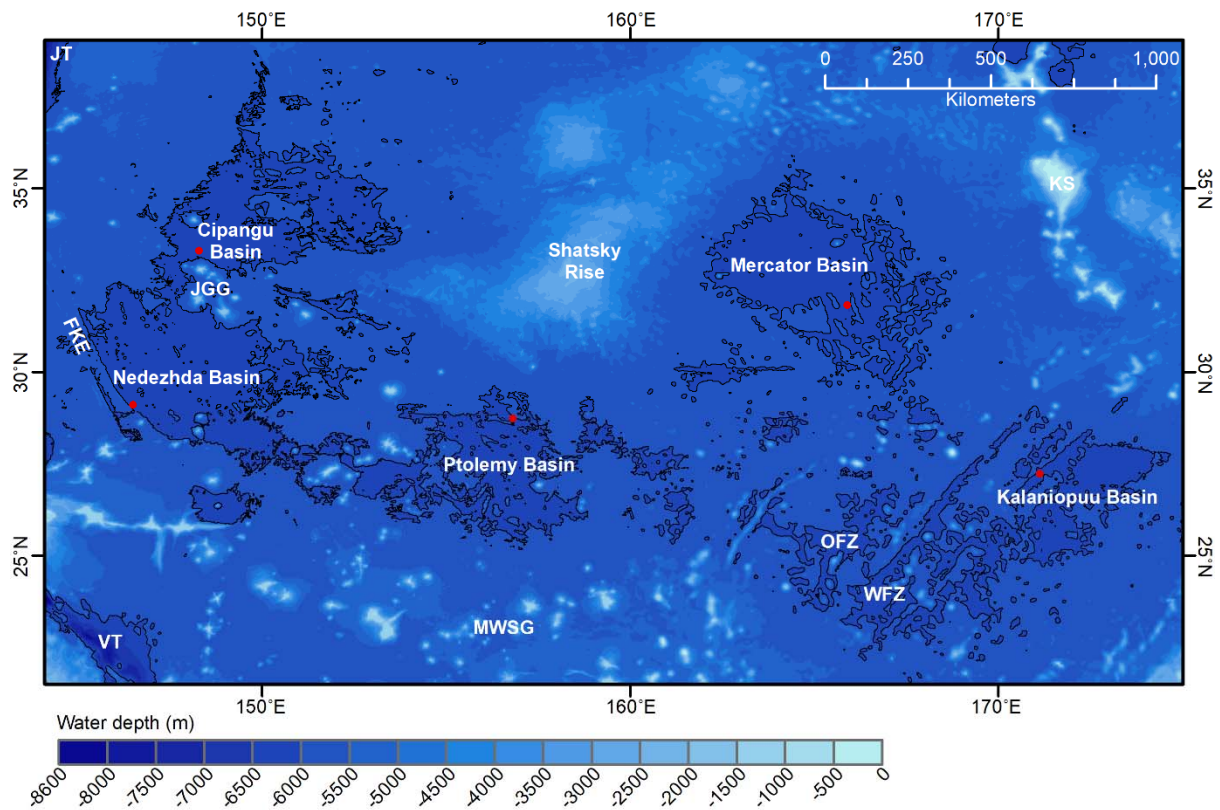 150°E
160°E
170°E
JT
0 250 500 1,000
Kilometers
35°N
35°N
KS
Cipangu
Basin
Shatsky
Rise
Mercator Basin
JGG
FKE
30°N
30°N
Nedezhda Basin
Ptolemy Basin
Kalaniopuu Basin
25°N
25°N
OFZ
WFZ
MWSG
VT
150°E
160°E
170°E
Water depth (m)
-8600 -8000 -7500 -7000 -6500 -6000 -5500 -5000 -4500 -4000 -3500 -3000 -2500 -2000 -1500 -1000 -500 0